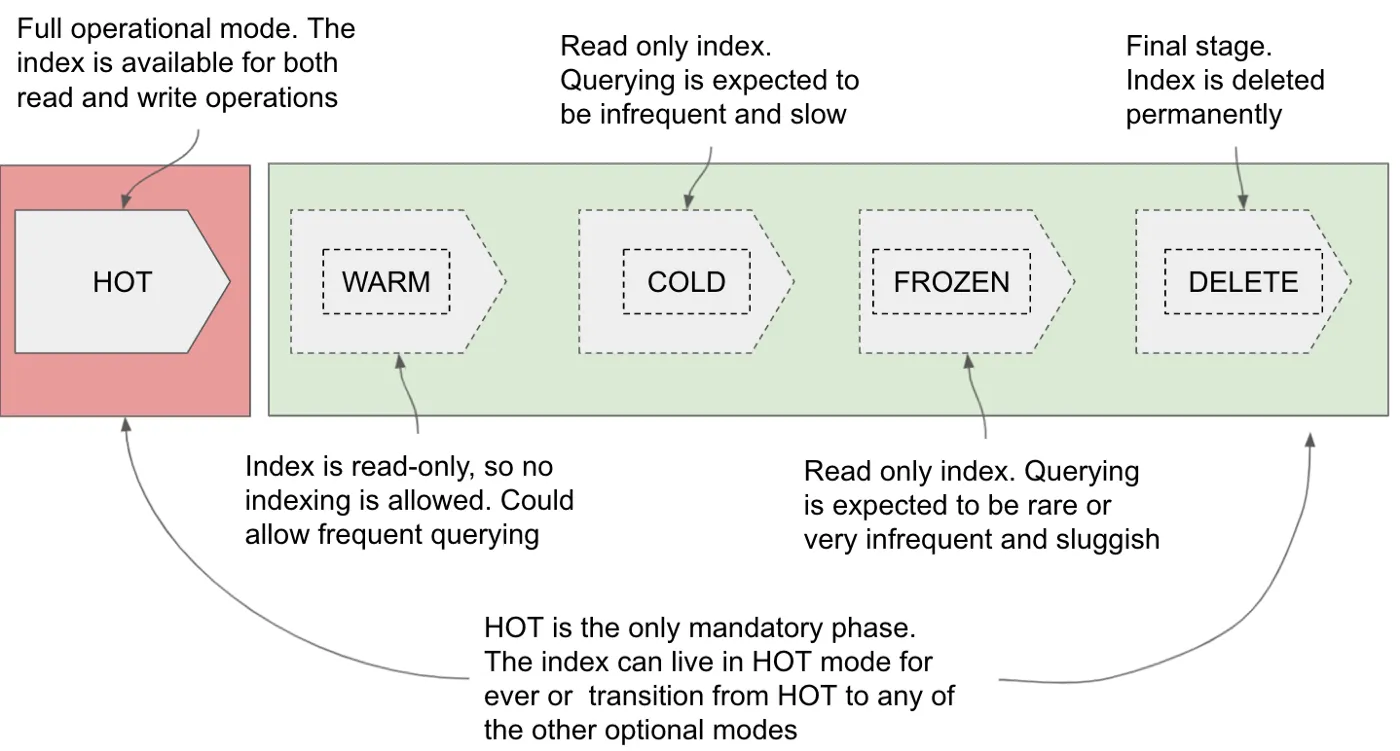 Full operational mode. The
index is available for both
read and write operations
Read only index.
Querying is expected to
be infrequent and slow
Final stage.
Index is deleted
permanently
HOT
WARM
COLD
FROZEN
DELETE
Index is read-only, so no
indexing is allowed. Could
allow frequent querying
Read only index. Querying
is expected to be rare or
very infrequent and sluggish
HOT is the only mandatory phase.
The index can live in HOT mode for
ever or  transition from HOT to any of
the other optional modes